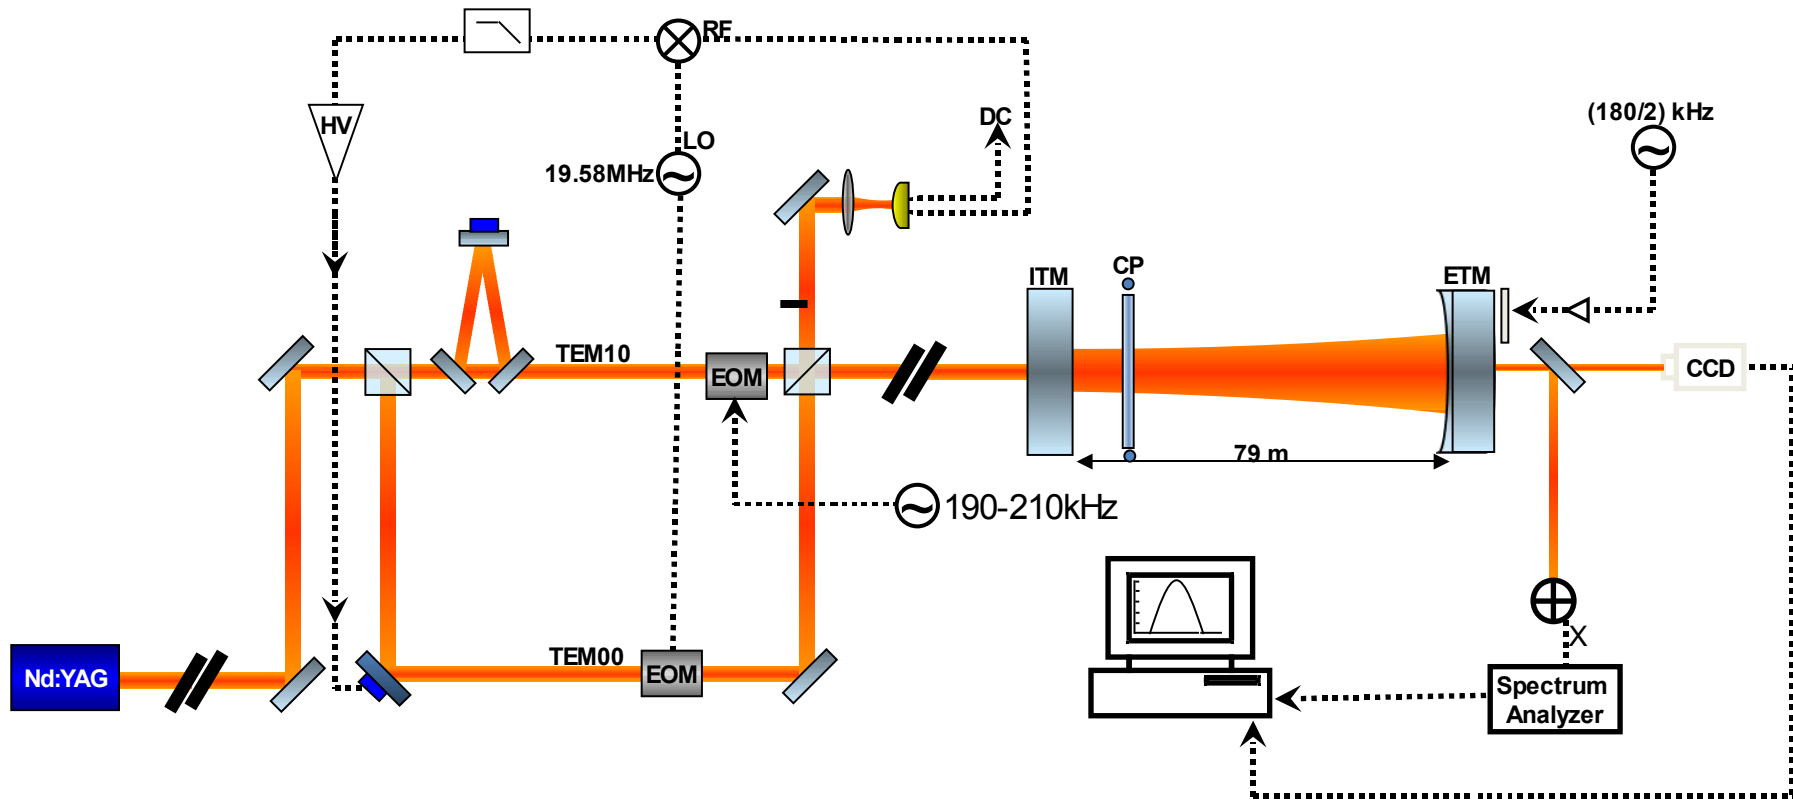 RF
HV
DC
(180/2) kHz
LO
19.58MHz
CP
ITM
ETM
TEM10
EOM
CCD
79 m
190-210kHz
TEM00
EOM
Nd:YAG
X
Spectrum
Analyzer